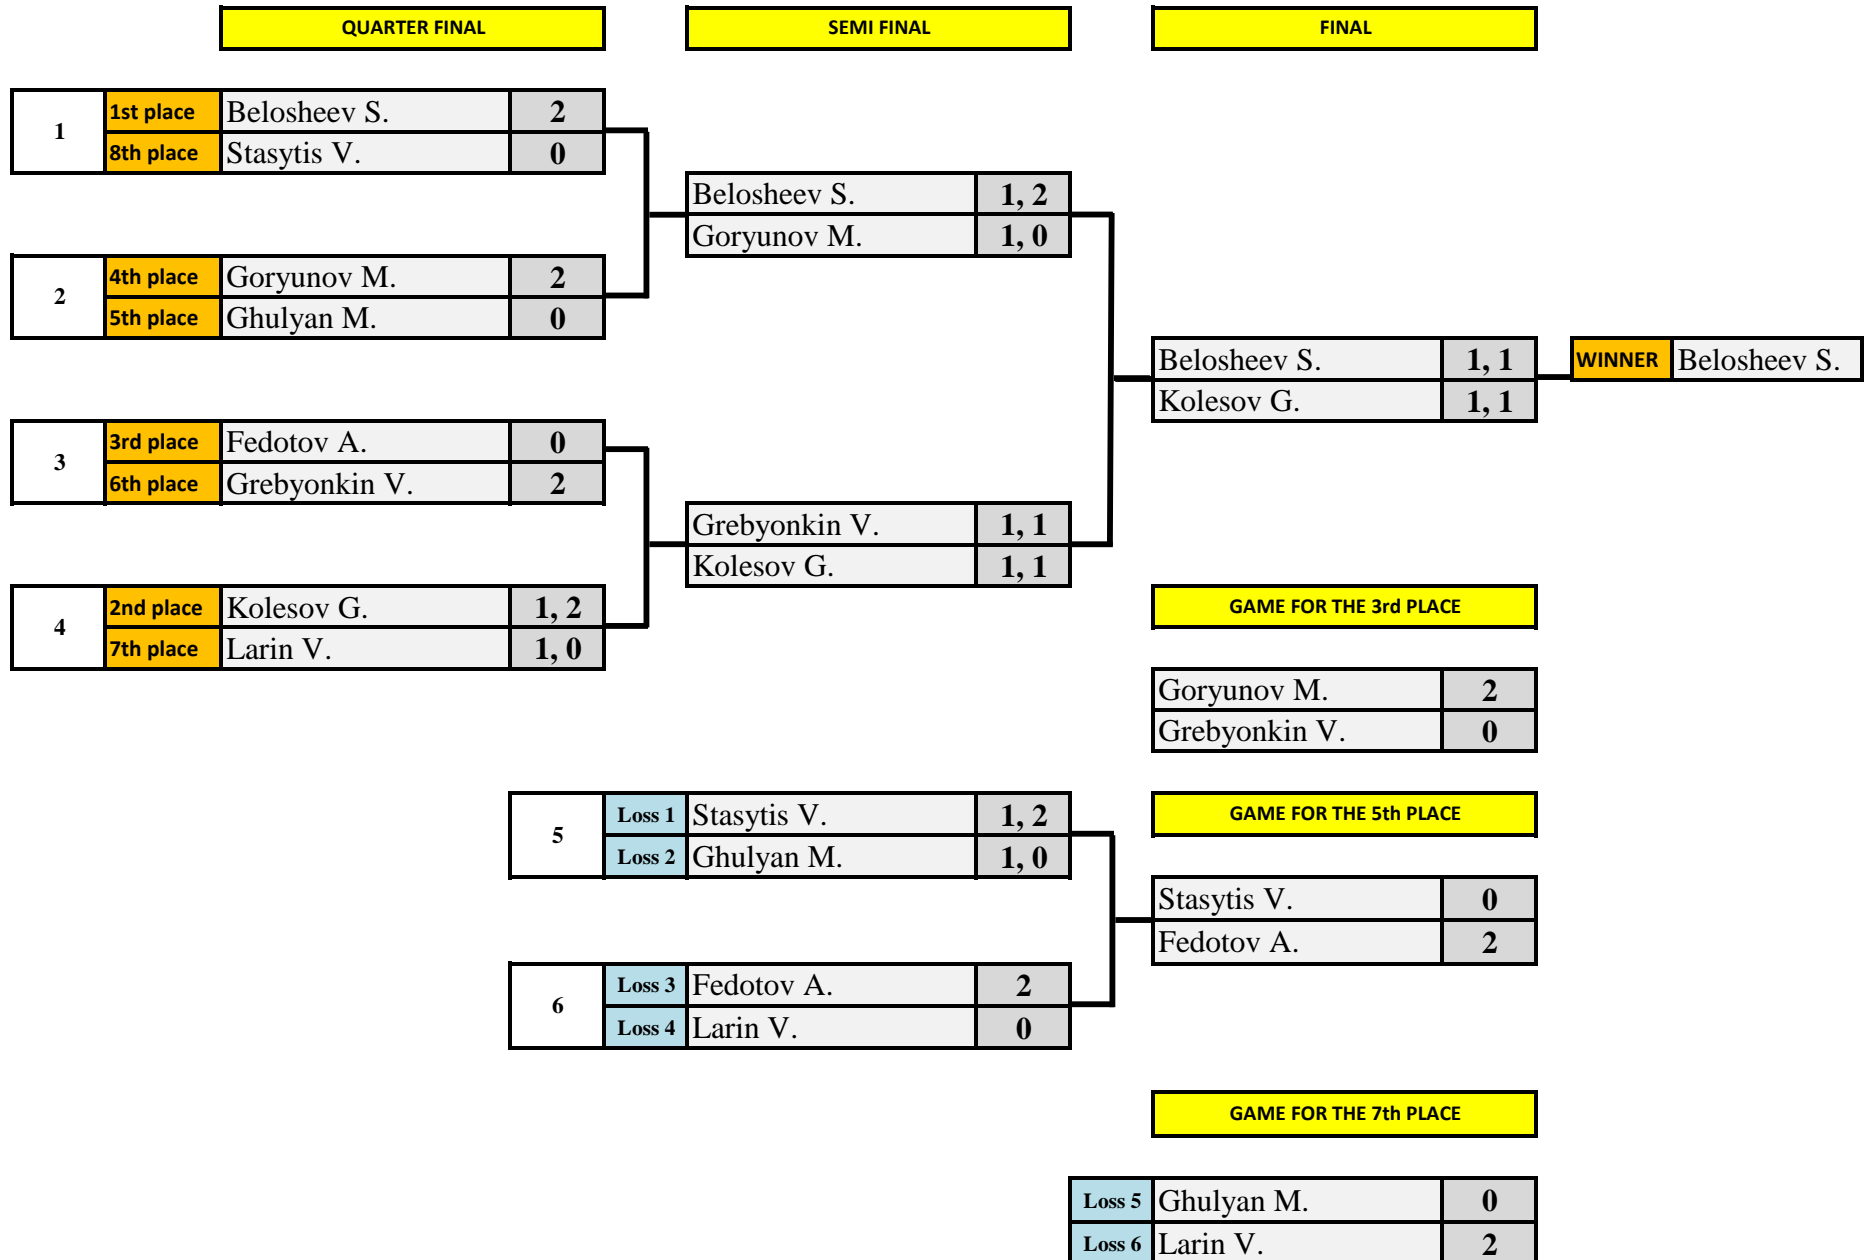 QUARTER FINAL SEMI FINAL FINAL
1 1st place Belosheev S. 2
8th place Stasytis V. 0
Belosheev S. 1, 2
Goryunov M. 1, 0
2 4th place Goryunov M. 2
5th place Ghulyan M. 0
Belosheev S. 1, 1 WINNER Belosheev S.
Kolesov G. 1, 1
3 3rd place Fedotov A. 0
6th place Grebyonkin V. 2
Grebyonkin V. 1, 1
Kolesov G. 1, 1
4 2nd place Kolesov G. 1, 2
7th place Larin V. 1, 0
GAME FOR THE 3rd PLACE
Goryunov M. 2
Grebyonkin V. 0
5 Loss 1 Stasytis V. 1, 2
Loss 2 Ghulyan M. 1, 0
GAME FOR THE 5th PLACE
Stasytis V. 0
Fedotov A. 2
6 Loss 3 Fedotov A. 2
Loss 4 Larin V. 0
GAME FOR THE 7th PLACE
Loss 5 Ghulyan M. 0
Loss 6 Larin V. 2